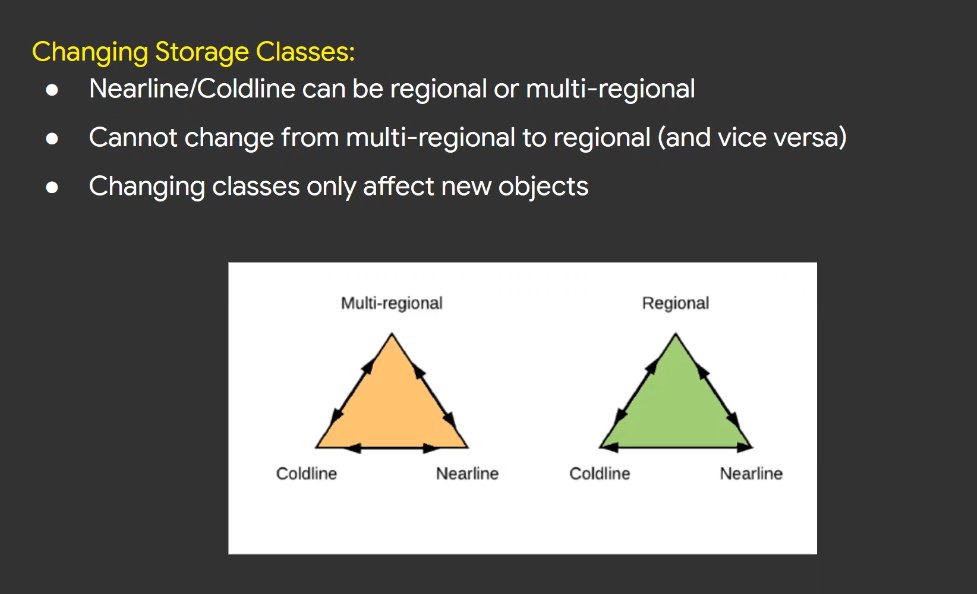 Changing Storage Classes:
● Nearline/Coldline can be regional or multi-regional
● Cannot change from multi-regional to regional (and vice versa)
● Changing classes only affect new objects
Multi-regional
Regional
Coldline
Nearline
Coldline
Nearline